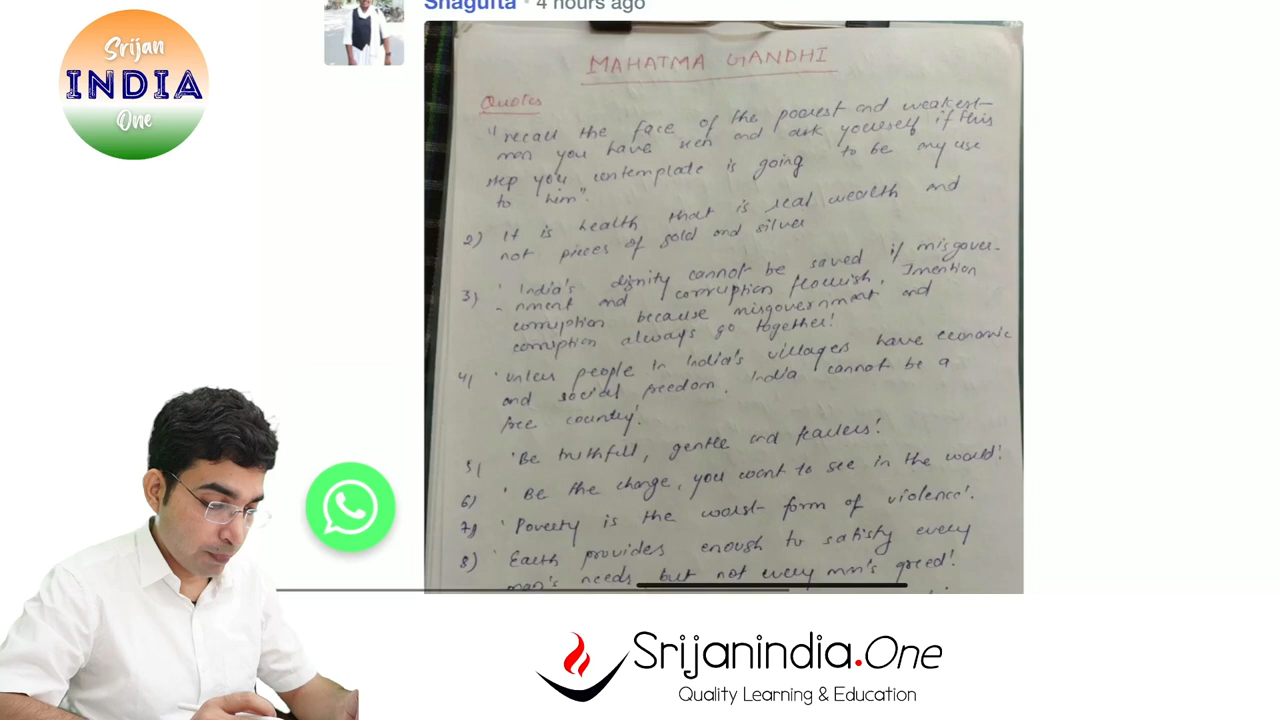 Srijan
INDIA
One
Shagufta · 4 hours ago
MAHATMA GANDHI
Quotes
"recall the face of the poorest and weakest
man you have seen and ask yourself if this
step you contemplate is going to be any use
to him".
2) It is health that is real wealth and
not pieces of gold and silver
3) 'India's dignity cannot be saved if misgover-
-nment and corruption flourish. I mention
corruption because misgovernment and
corruption always go together!
4) 'Unless people in India's villages have economic
and social freedom, India cannot be a
free country'.
5) 'Be truthful, gentle and fearless!
6) 'Be the change, you want to see in the world'.
7) 'Poverty is the worst form of violence'.
8) 'Earth provides enough to satisfy every
man's needs but not every man's greed!
Srijanindia.One
Quality Learning & Education